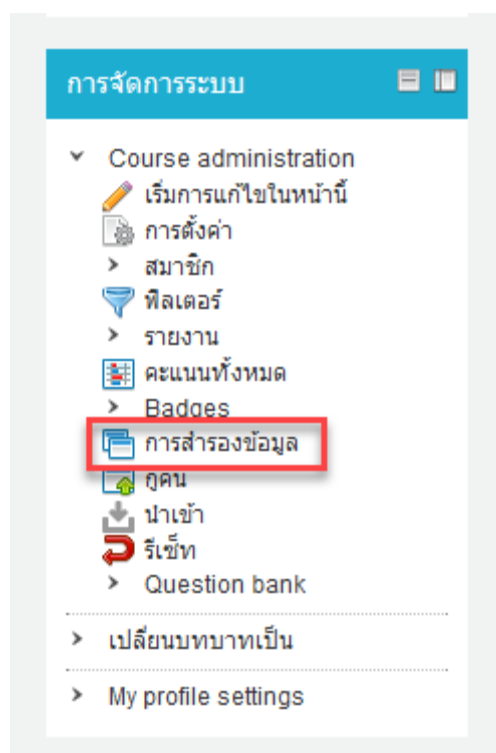 การจัดการระบบ
Course administration
เริ่มการแก้ไขในหน้านี้
การตั้งค่า
สมาชิก
ฟิลเตอร์
รายงาน
คะแนนทั้งหมด
Badges
การสำรองข้อมูล
กู้คืน
นำเข้า
รีเซ็ท
Question bank
เปลี่ยนบทบาทเป็น
My profile settings